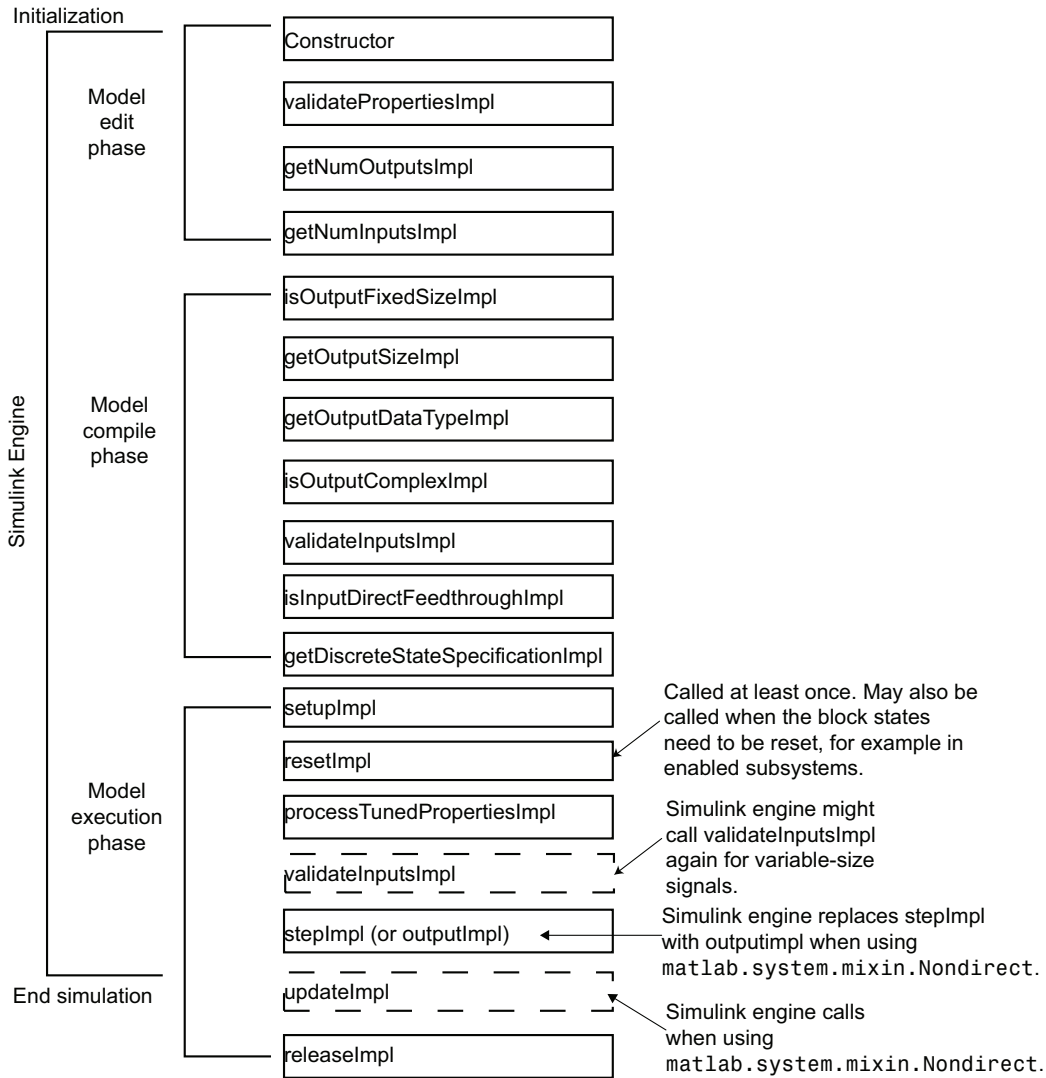 Initialization
Simulink Engine
Model
edit
phase
Constructor
validatePropertiesImpl
getNumOutputsImpl
getNumInputsImpl
Model
compile
phase
isOutputFixedSizeImpl
getOutputSizeImpl
getOutputDataTypeImpl
isOutputComplexImpl
validateInputsImpl
isInputDirectFeedthroughImpl
getDiscreteStateSpecificationImpl
Model
execution
phase
setupImpl
resetImpl
Called at least once. May also be
called when the block states
need to be reset, for example in
enabled subsystems.
processTunedPropertiesImpl
validateInputsImpl
Simulink engine might
call validateInputsImpl
again for variable-size
signals.
stepImpl (or outputImpl)
Simulink engine replaces stepImpl
with outputimpl when using
matlab.system.mixin.Nondirect.
End simulation
updateImpl
Simulink engine calls
when using
matlab.system.mixin.Nondirect.
releaseImpl